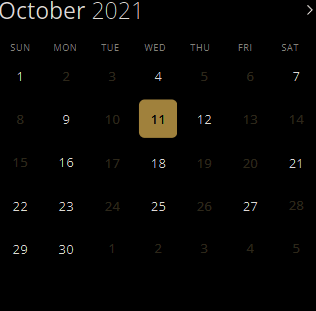 October 2021 >
SUN MON TUE WED THU FRI SAT
1 2 3 4 5 6 7
8 9 10 11 12 13 14
15 16 17 18 19 20 21
22 23 24 25 26 27 28
29 30 1 2 3 4 5